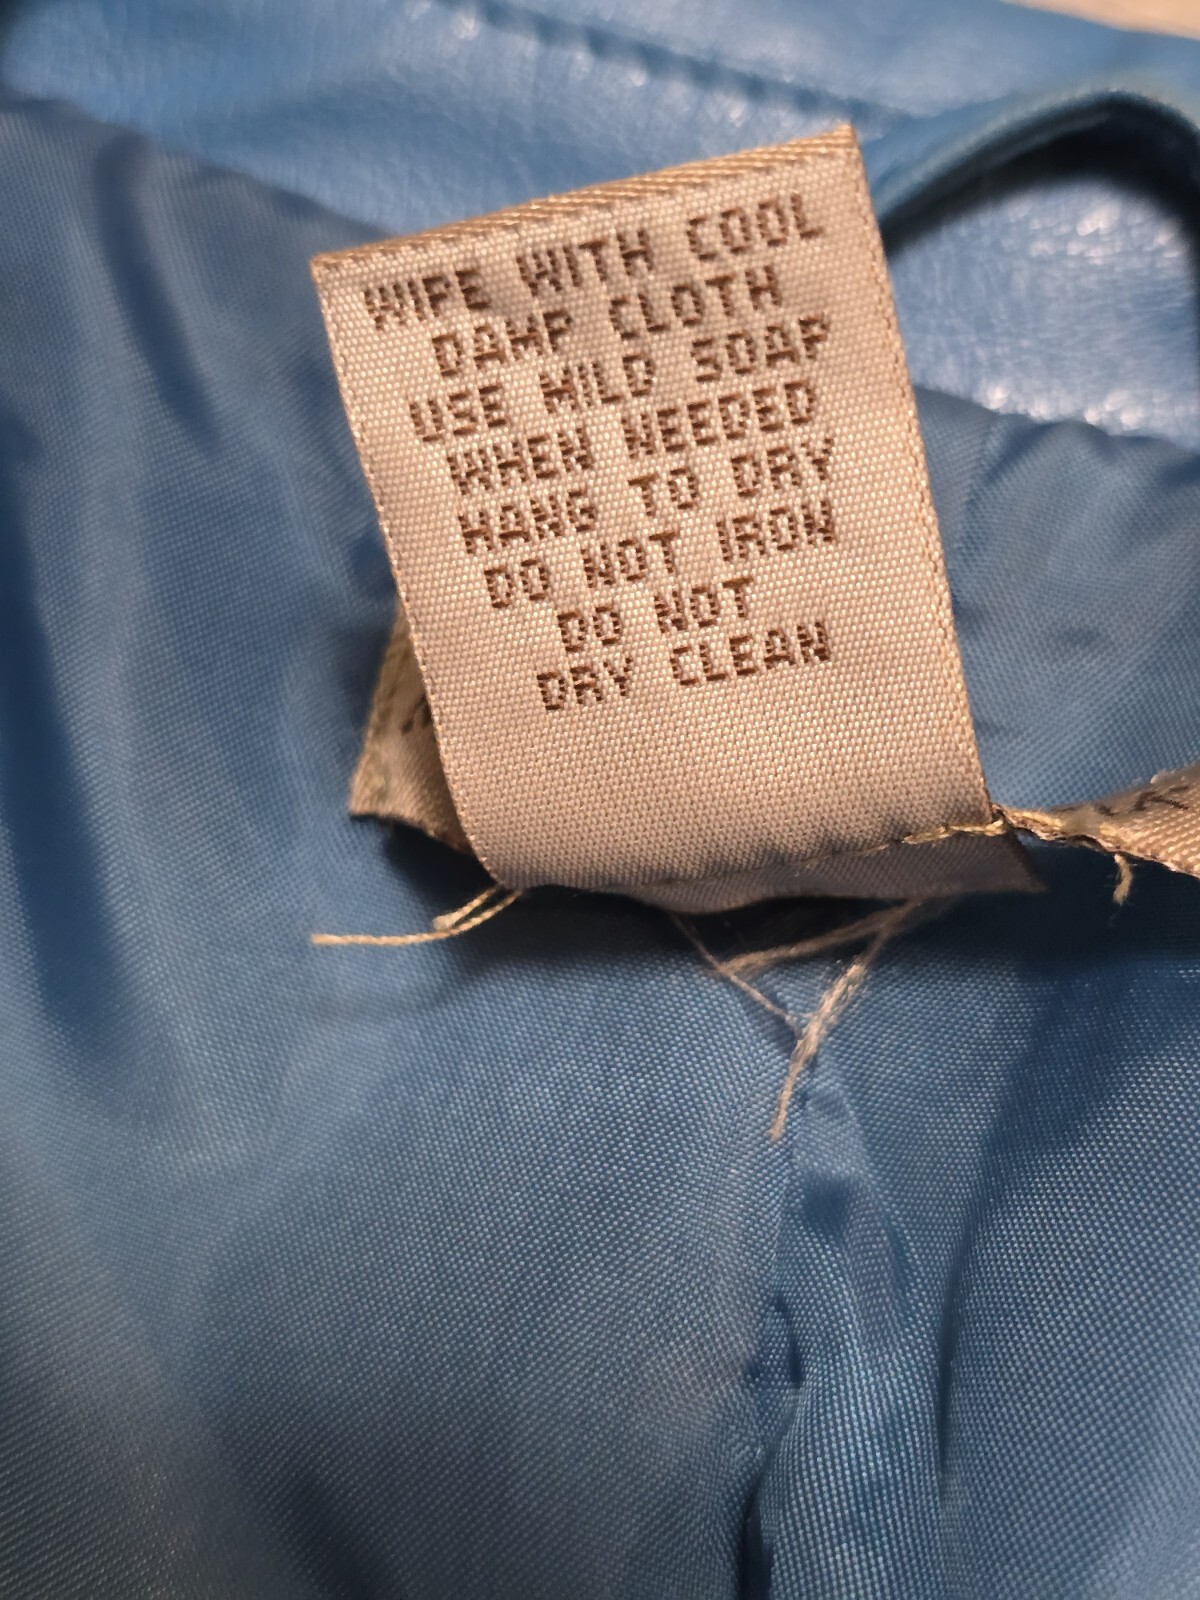 WIPE WITH COOL
DAMP CLOTH
USE MILD SOAP
WHEN NEEDED
HANG TO DRY
DO NOT IRON
DO NOT
DRY CLEAN